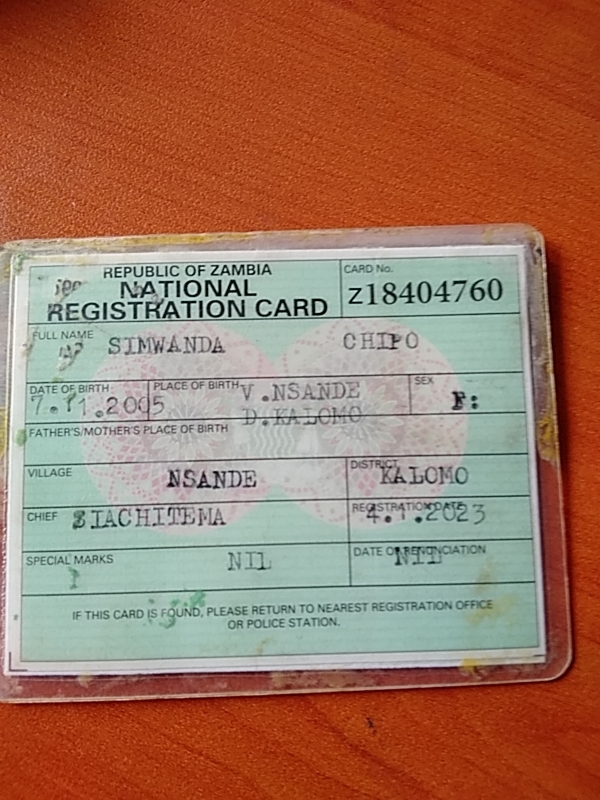 REPUBLIC OF ZAMBIA
NATIONAL
REGISTRATION CARD
CARD No.
Z18404760
FULL NAME
SIMWANDA CHIPO
DATE OF BIRTH
7.11.2005
PLACE OF BIRTH
V.NSANDE
D.KALOMO
SEX
F:
FATHER'S/MOTHER'S PLACE OF BIRTH
VILLAGE
NSANDE
DISTRICT
KALOMO
CHIEF
SIACHITEMA
REGISTRATION DATE
4.1.2023
SPECIAL MARKS
NIL
DATE OF RENUNCIATION
NIL
IF THIS CARD IS FOUND, PLEASE RETURN TO NEAREST REGISTRATION OFFICE
OR POLICE STATION.